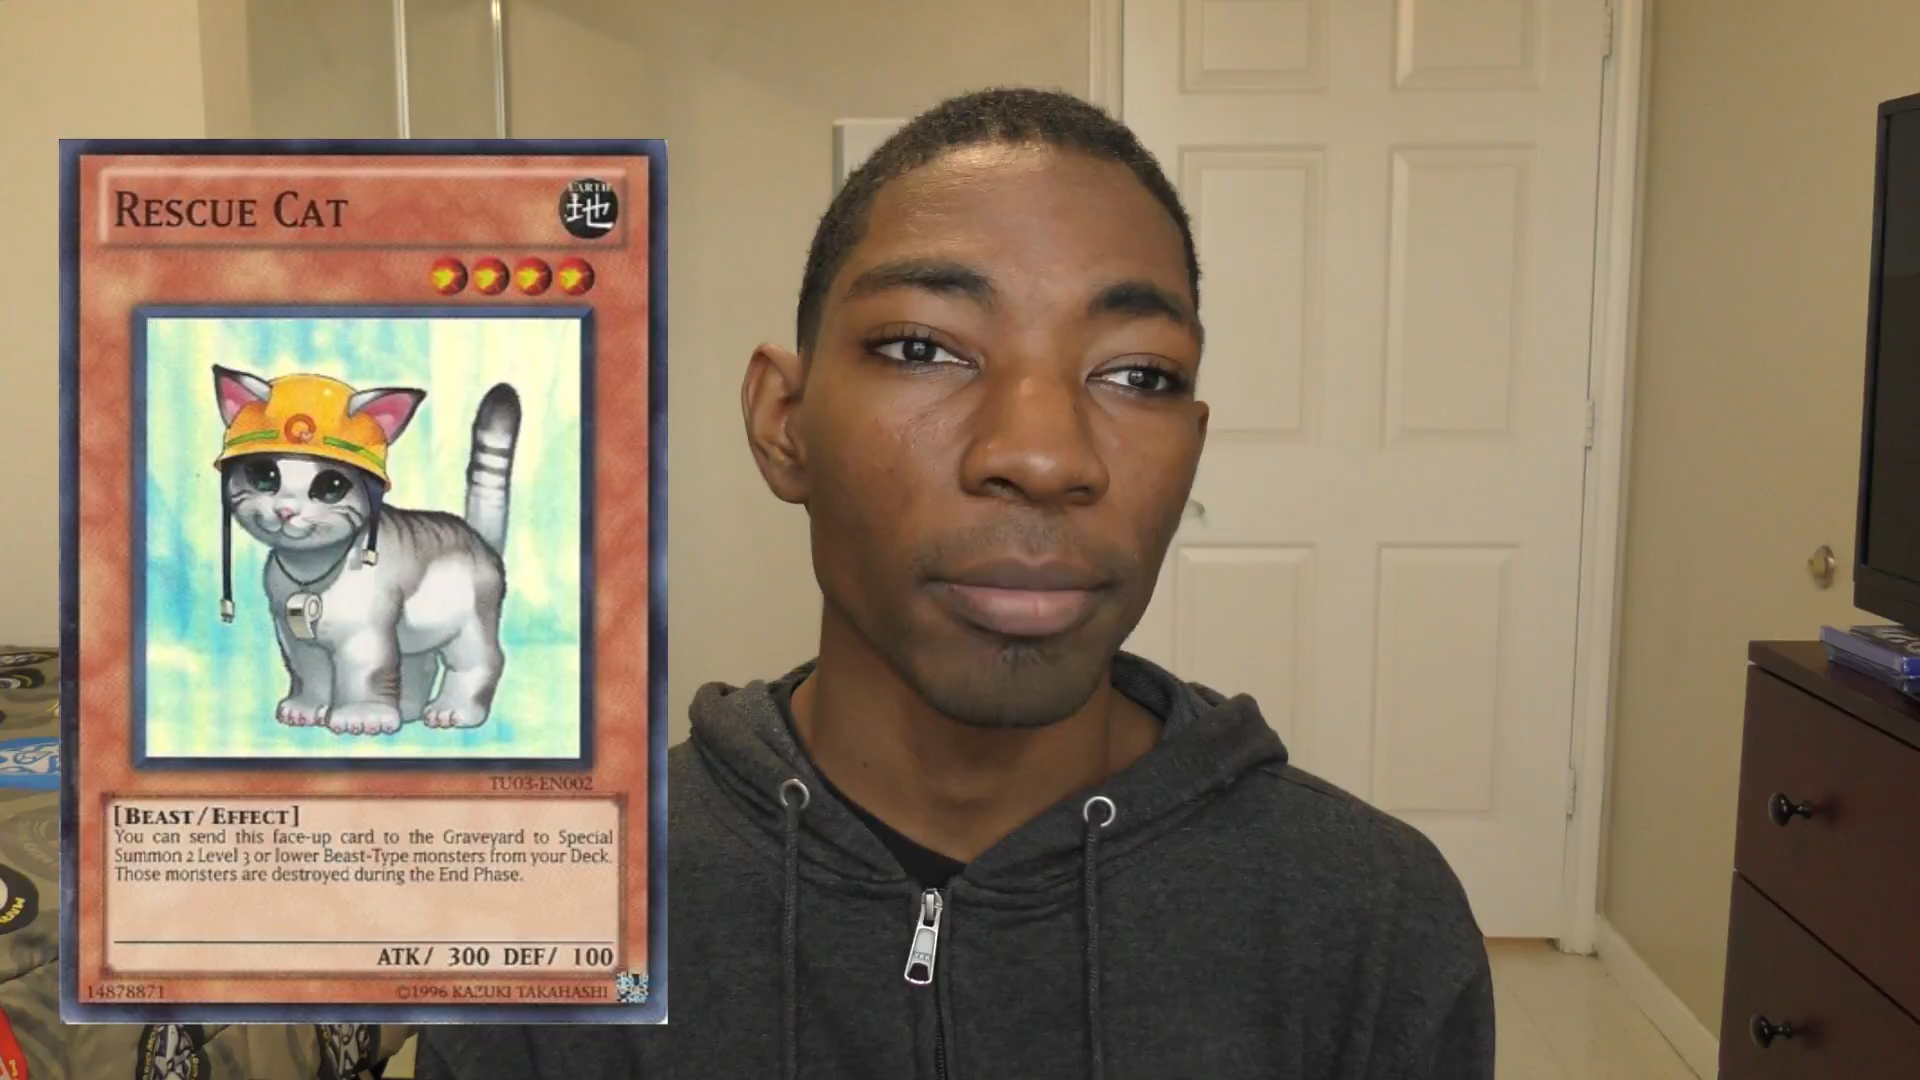 RESCUE CAT
EARTH
地
TU03-EN002
[BEAST/EFFECT]
You can send this face-up card to the Graveyard to Special
Summon 2 Level 3 or lower Beast-Type monsters from your Deck.
Those monsters are destroyed during the End Phase.
ATK/ 300 DEF/ 100
14878871
©1996 KAZUKI TAKAHASHI
YKK